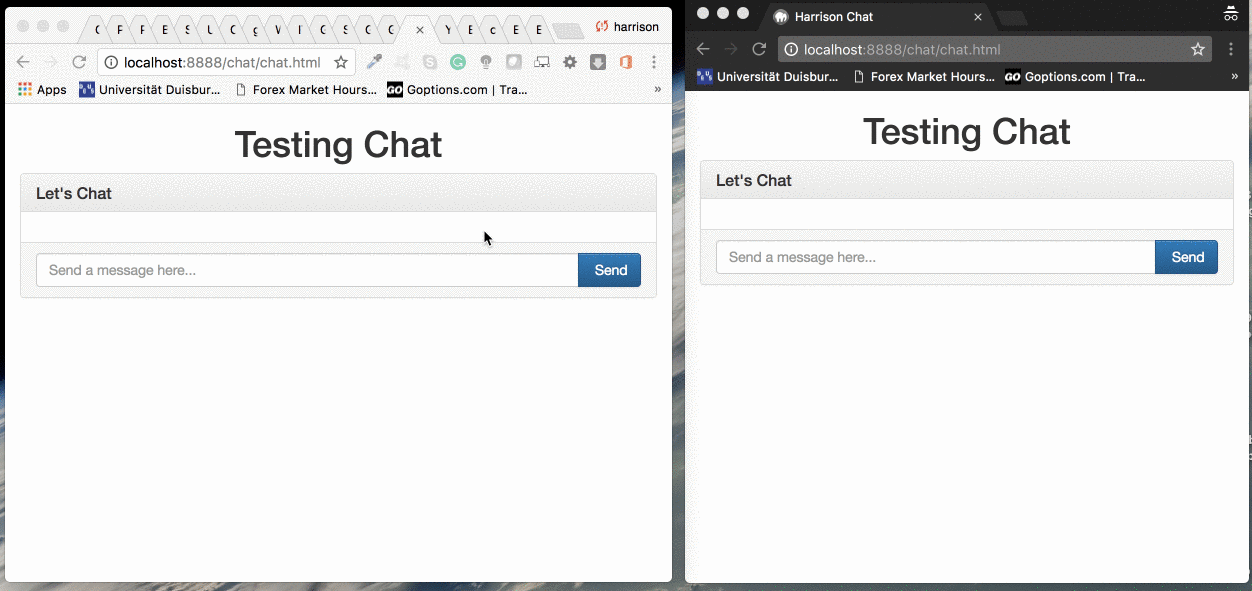 C F F E S U C g V I C S C C Y E c E E
harrison
localhost:8888/chat/chat.html
Apps Universität Duisbur... Forex Market Hours... GO Goptions.com | Tra... »
Testing Chat
Let's Chat
Send a message here... Send
Harrison Chat
localhost:8888/chat/chat.html
Universität Duisbur... Forex Market Hours... GO Goptions.com | Tra... »
Testing Chat
Let's Chat
Send a message here... Send